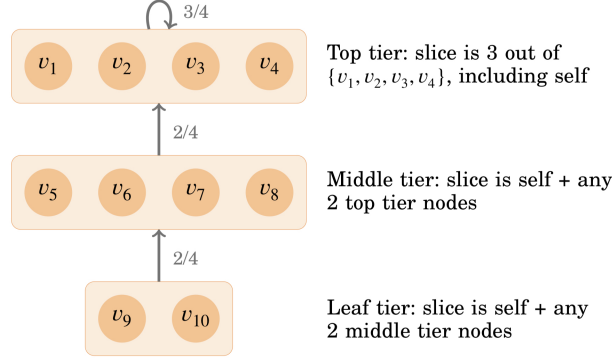 3/4
v₁ v₂ v₃ v₄
Top tier: slice is 3 out of
{v₁, v₂, v₃, v₄}, including self
2/4
v₅ v₆ v₇ v₈
Middle tier: slice is self + any
2 top tier nodes
2/4
v₉ v₁₀
Leaf tier: slice is self + any
2 middle tier nodes